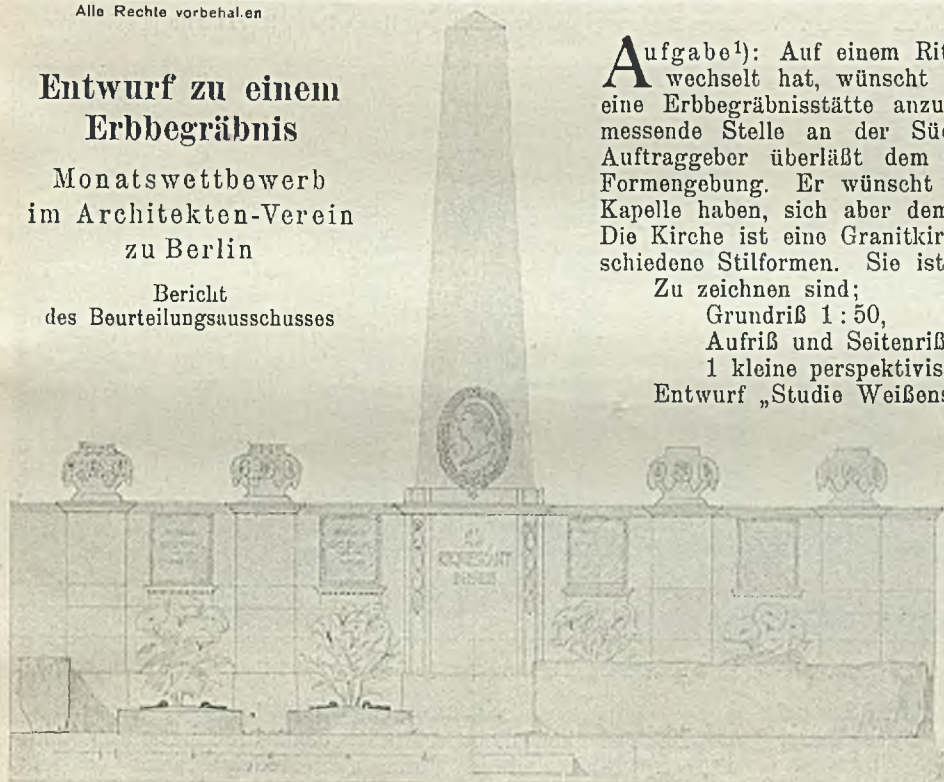 Alle Rechte vorbehal.en
Entwurf zu einem
Erbbegräbnis
Monatswettbewerb
im Architekten-Verein
zu Berlin
Bericht
des Beurteilungsausschusses
Aufgabe¹): Auf einem Rit
wechselt hat, wünscht
eine Erbbegräbnisstätte anzu
messende Stelle an der Sü
Auftraggeber überläßt dem
Formengebung. Er wünscht
Kapelle haben, sich aber dem
Die Kirche ist eine Granitkir
schiedene Stilformen. Sie ist
Zu zeichnen sind;
Grundriß 1:50,
Aufriß und Seitenriß
1 kleine perspektivis
Entwurf „Studie Weißens